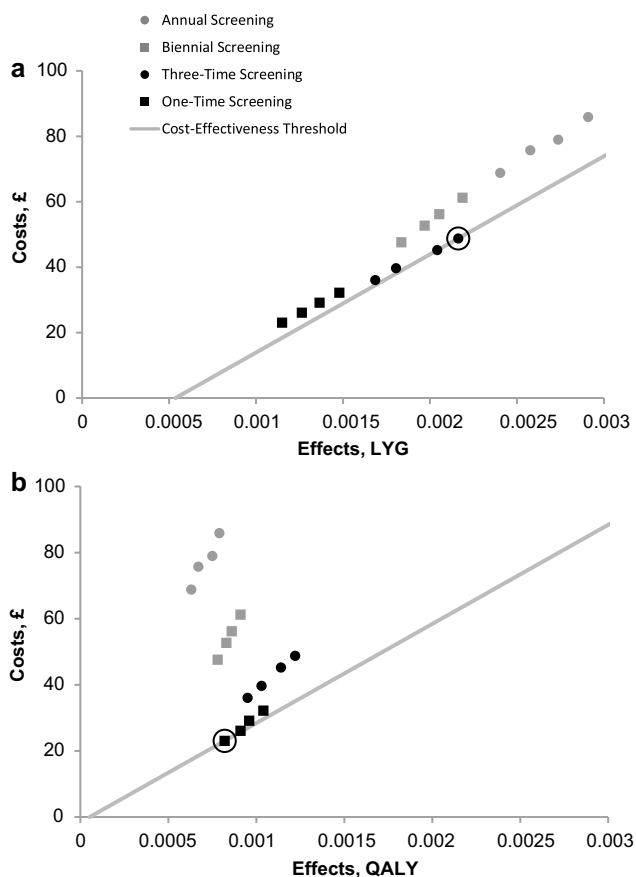 Annual Screening
Biennial Screening
Three-Time Screening
One-Time Screening
Cost-Effectiveness Threshold
a
100
80
60
40
20
0
Costs, £
0 0.0005 0.001 0.0015 0.002 0.0025 0.003
Effects, LYG
b
100
80
60
40
20
0
Costs, £
0 0.0005 0.001 0.0015 0.002 0.0025 0.003
Effects, QALY